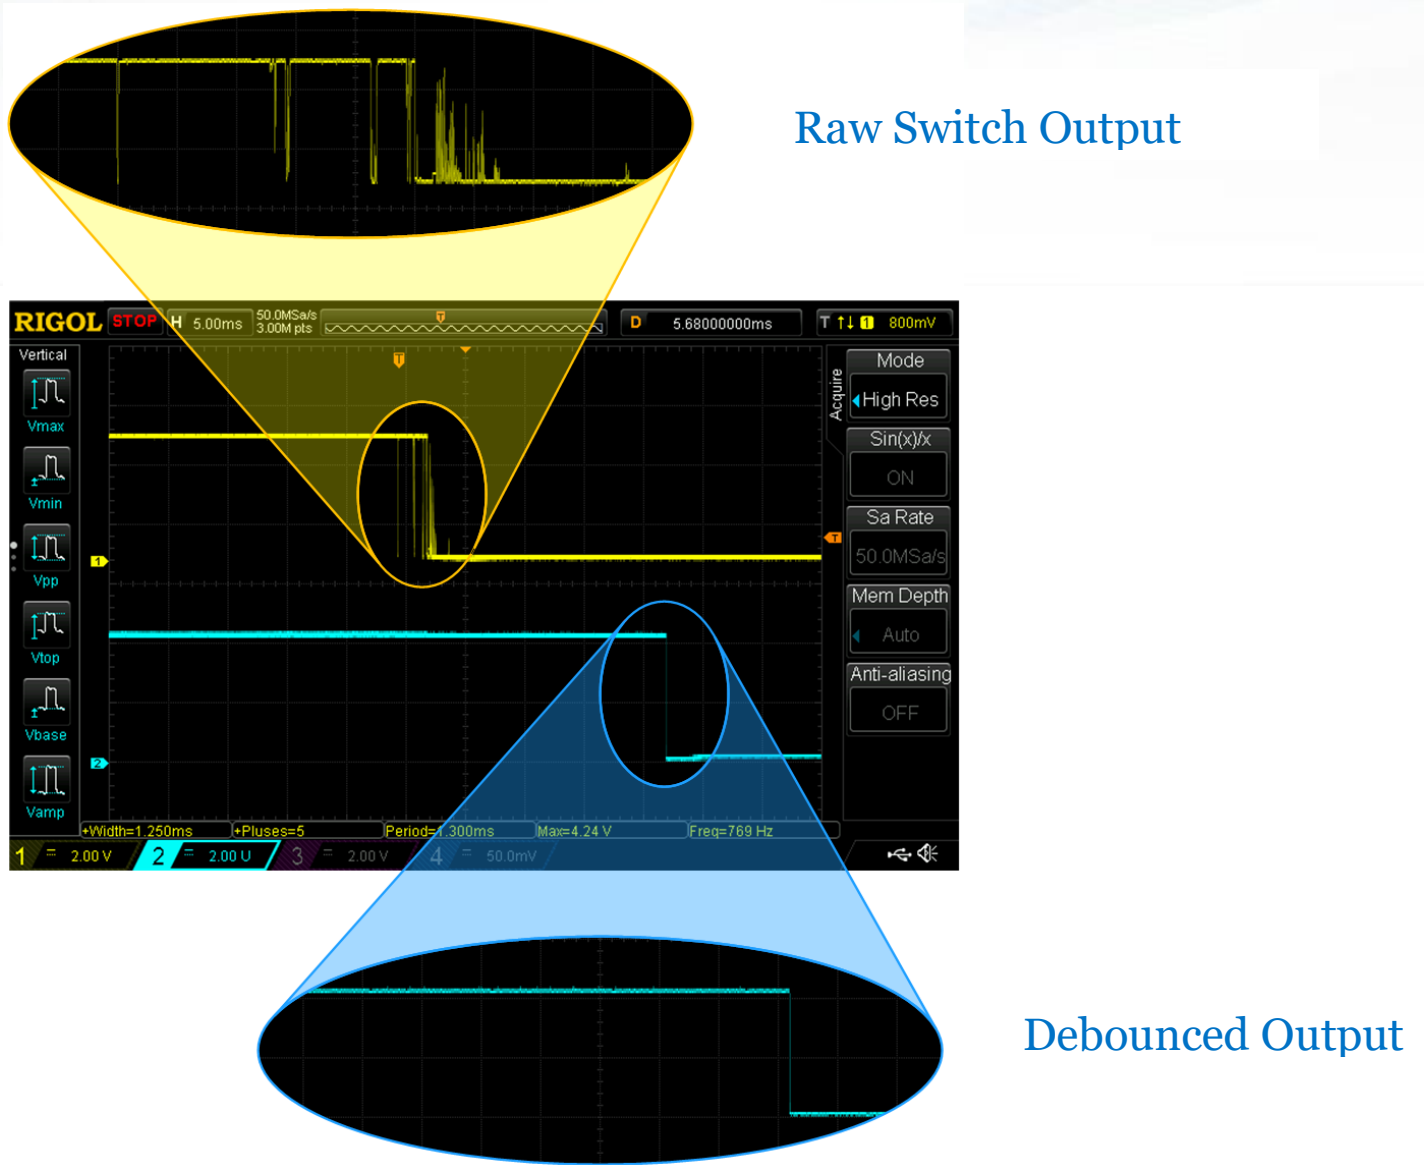 Raw Switch Output
RIGOL STOP H 5.00ms 50.0MSa/s 3.00M pts T D 5.68000000ms T ↑↓ 1 800mV
Vertical
Vmax
Vmin
Vpp
Vtop
Vbase
Vamp
T
1
2
T
Acquire
Mode
High Res
Sin(x)/x
ON
Sa Rate
50.0MSa/s
Mem Depth
Auto
Anti-aliasing
OFF
+Width=1.250ms +Pluses=5 Period=1.300ms Max=4.24 V Freq=769 Hz
1 = 2.00 V 2 = 2.00 U 3 = 2.00 V 4 = 50.0mV
Debounced Output